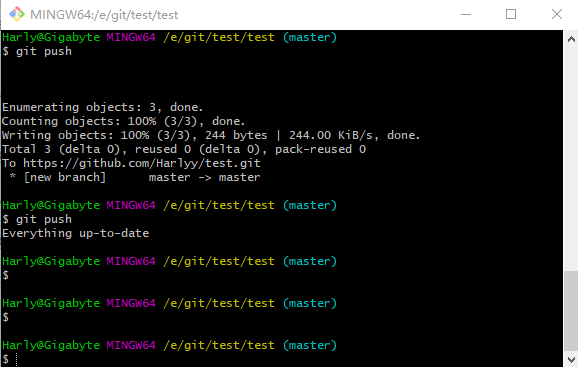 MINGW64:/e/git/test/test
Harly@Gigabyte MINGW64 /e/git/test/test (master)
$ git push
Enumerating objects: 3, done.
Counting objects: 100% (3/3), done.
Writing objects: 100% (3/3), 244 bytes | 244.00 KiB/s, done.
Total 3 (delta 0), reused 0 (delta 0), pack-reused 0
To https://github.com/Harlyy/test.git
 * [new branch]      master -> master
Harly@Gigabyte MINGW64 /e/git/test/test (master)
$ git push
Everything up-to-date
Harly@Gigabyte MINGW64 /e/git/test/test (master)
$
Harly@Gigabyte MINGW64 /e/git/test/test (master)
$
Harly@Gigabyte MINGW64 /e/git/test/test (master)
$